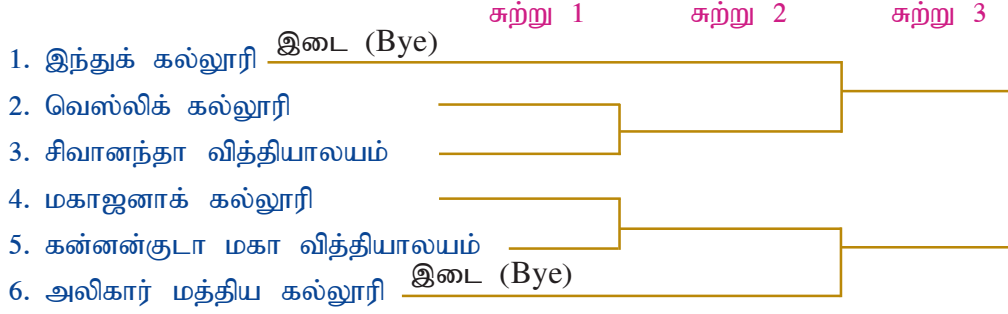 சுற்று 1 சுற்று 2 சுற்று 3
1. இந்துக் கல்லூரி இடை (Bye)
2. வெஸ்லிக் கல்லூரி
3. சிவானந்தா வித்தியாலயம்
4. மகாஜனாக் கல்லூரி
5. கன்னன்குடா மகா வித்தியாலயம்
6. அலிகார் மத்திய கல்லூரி இடை (Bye)